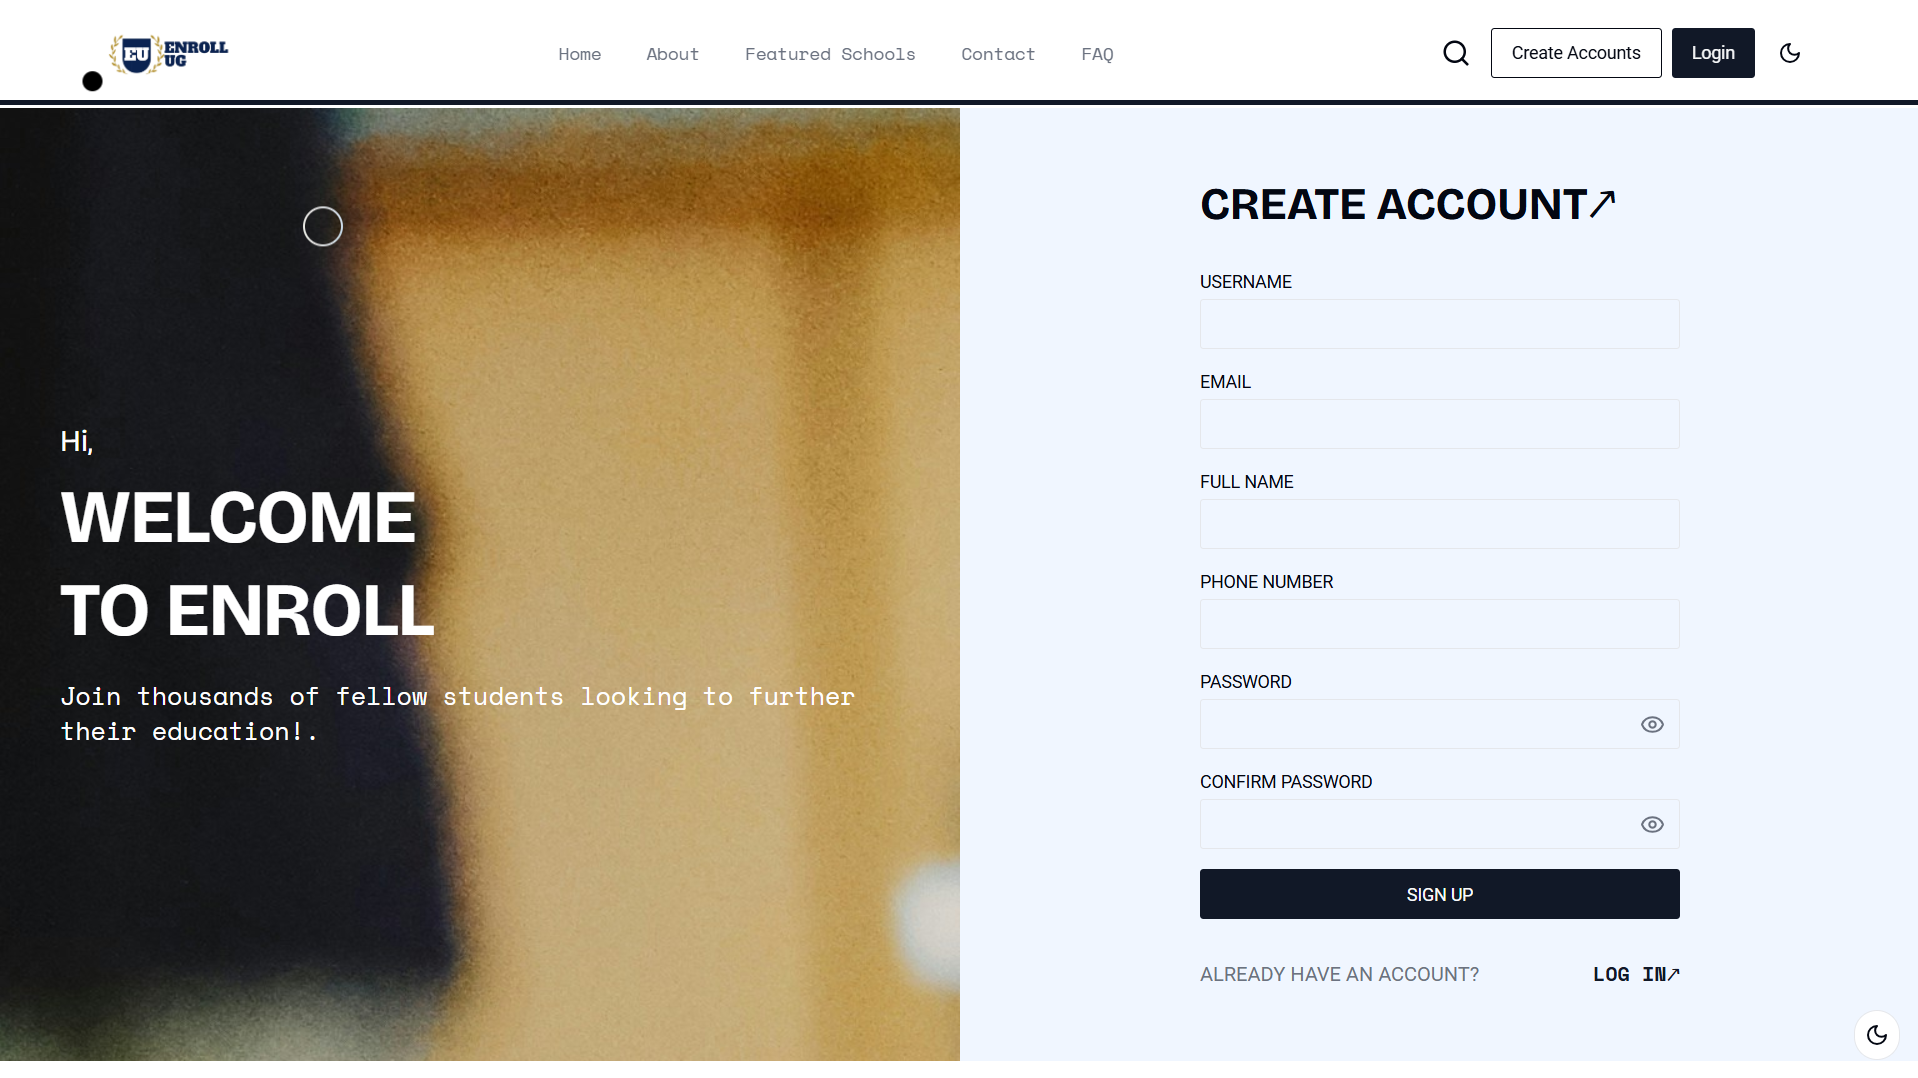 EU
ENROLL
UG
Home
About
Featured Schools
Contact
FAQ
Create Accounts
Login
Hi,
WELCOME
TO ENROLL
Join thousands of fellow students looking to further
their education!.
CREATE ACCOUNT↗
USERNAME
EMAIL
FULL NAME
PHONE NUMBER
PASSWORD
CONFIRM PASSWORD
SIGN UP
ALREADY HAVE AN ACCOUNT?
LOG IN↗